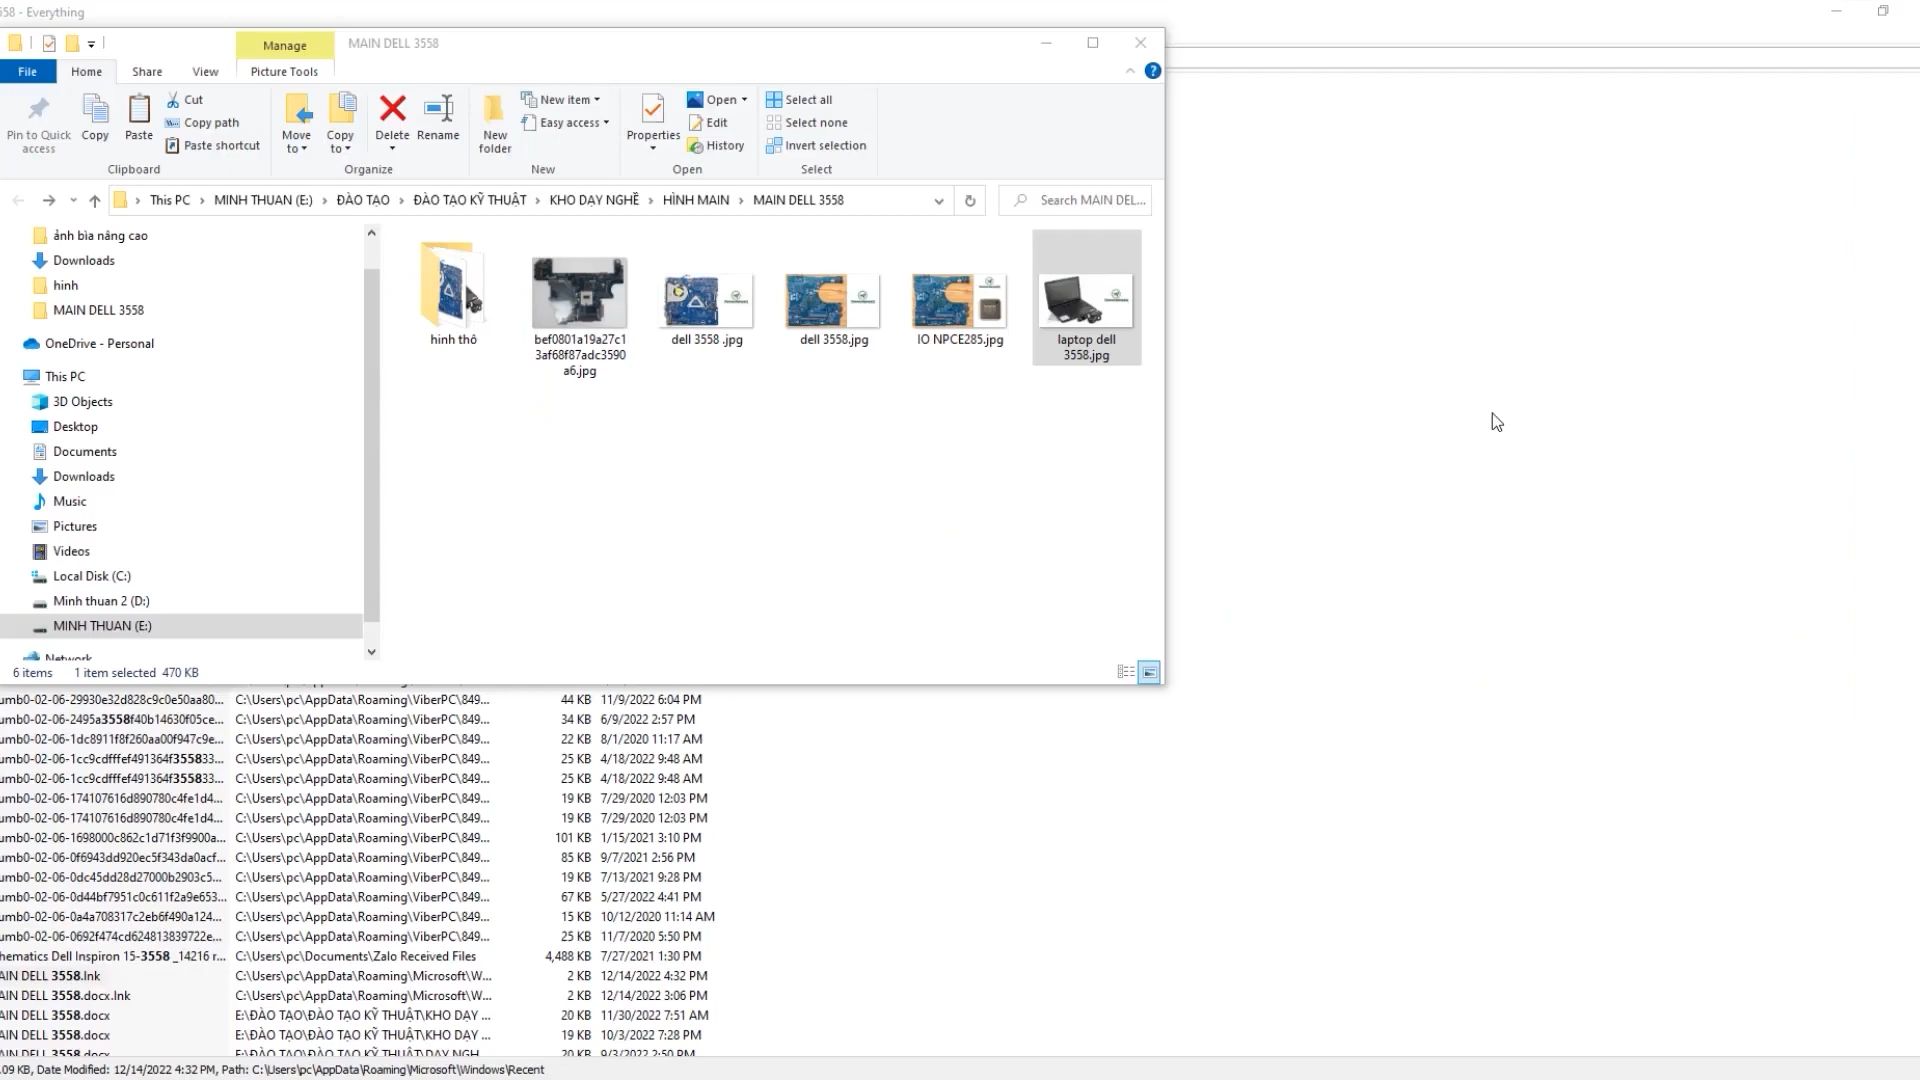 558 - Everything
Manage
MAIN DELL 3558
File
Home
Share
View
Picture Tools
Pin to Quick access
Copy
Paste
Cut
Copy path
Paste shortcut
Clipboard
Move to
Copy to
Delete
Rename
Organize
New folder
New item
Easy access
New
Properties
Open
Edit
History
Open
Select all
Select none
Invert selection
Select
This PC > MINH THUAN (E:) > ĐÀO TẠO > ĐÀO TẠO KỸ THUẬT > KHO DẠY NGHỀ > HÌNH MAIN > MAIN DELL 3558
Search MAIN DEL...
ảnh bìa nâng cao
Downloads
hinh
MAIN DELL 3558
OneDrive - Personal
This PC
3D Objects
Desktop
Documents
Downloads
Music
Pictures
Videos
Local Disk (C:)
Minh thuan 2 (D:)
MINH THUAN (E:)
Network
hinh thô
bef0801a19a27c1
3af68f87adc3590
a6.jpg
dell 3558 .jpg
dell 3558.jpg
IO NPCE285.jpg
laptop dell
3558.jpg
6 items 1 item selected 470 KB
umb0-02-06-29930e32d828c9c0e50aa80... C:\Users\pc\AppData\Roaming\ViberPC\849... 44 KB 11/9/2022 6:04 PM
umb0-02-06-2495a3558f40b14630f05ce... C:\Users\pc\AppData\Roaming\ViberPC\849... 34 KB 6/9/2022 2:57 PM
umb0-02-06-1dc8911f8f260aa00f947c9e... C:\Users\pc\AppData\Roaming\ViberPC\849... 22 KB 8/1/2020 11:17 AM
umb0-02-06-1cc9cdfffef491364f355833... C:\Users\pc\AppData\Roaming\ViberPC\849... 25 KB 4/18/2022 9:48 AM
umb0-02-06-1cc9cdfffef491364f355833... C:\Users\pc\AppData\Roaming\ViberPC\849... 25 KB 4/18/2022 9:48 AM
umb0-02-06-174107616d890780c4fe1d4... C:\Users\pc\AppData\Roaming\ViberPC\849... 19 KB 7/29/2020 12:03 PM
umb0-02-06-174107616d890780c4fe1d4... C:\Users\pc\AppData\Roaming\ViberPC\849... 19 KB 7/29/2020 12:03 PM
umb0-02-06-1698000c862c1d71f3f9900a... C:\Users\pc\AppData\Roaming\ViberPC\849... 101 KB 1/15/2021 3:10 PM
umb0-02-06-0f6943dd920ec5f343da0acf... C:\Users\pc\AppData\Roaming\ViberPC\849... 85 KB 9/7/2021 2:56 PM
umb0-02-06-0dc45dd28d27000b2903c5... C:\Users\pc\AppData\Roaming\ViberPC\849... 19 KB 7/13/2021 9:28 PM
umb0-02-06-0d44bf7951c0c611f2a9e653... C:\Users\pc\AppData\Roaming\ViberPC\849... 67 KB 5/27/2022 4:41 PM
umb0-02-06-0a4a708317c2eb6f490a124... C:\Users\pc\AppData\Roaming\ViberPC\849... 15 KB 10/12/2020 11:14 AM
umb0-02-06-0692f474cd624813839722e... C:\Users\pc\AppData\Roaming\ViberPC\849... 25 KB 11/7/2020 5:50 PM
hematics Dell Inspiron 15-3558 _14216 r... C:\Users\pc\Documents\Zalo Received Files 4,488 KB 7/27/2021 1:30 PM
AIN DELL 3558.lnk C:\Users\pc\AppData\Roaming\Microsoft\W... 2 KB 12/14/2022 4:32 PM
AIN DELL 3558.docx.lnk C:\Users\pc\AppData\Roaming\Microsoft\W... 2 KB 12/14/2022 3:06 PM
AIN DELL 3558.docx E:\ĐÀO TẠO\ĐÀO TẠO KỸ THUẬT\KHO DẠY ... 20 KB 11/30/2022 7:51 AM
AIN DELL 3558.docx E:\ĐÀO TẠO\ĐÀO TẠO KỸ THUẬT\KHO DẠY ... 19 KB 10/3/2022 7:28 PM
AIN DELL 3558.docx E:\ĐÀO TẠO\ĐÀO TẠO KỸ THUẬT\DẠY NGH... 20 KB 9/3/2022 2:50 PM
.09 KB, Date Modified: 12/14/2022 4:32 PM, Path: C:\Users\pc\AppData\Roaming\Microsoft\Windows\Recent